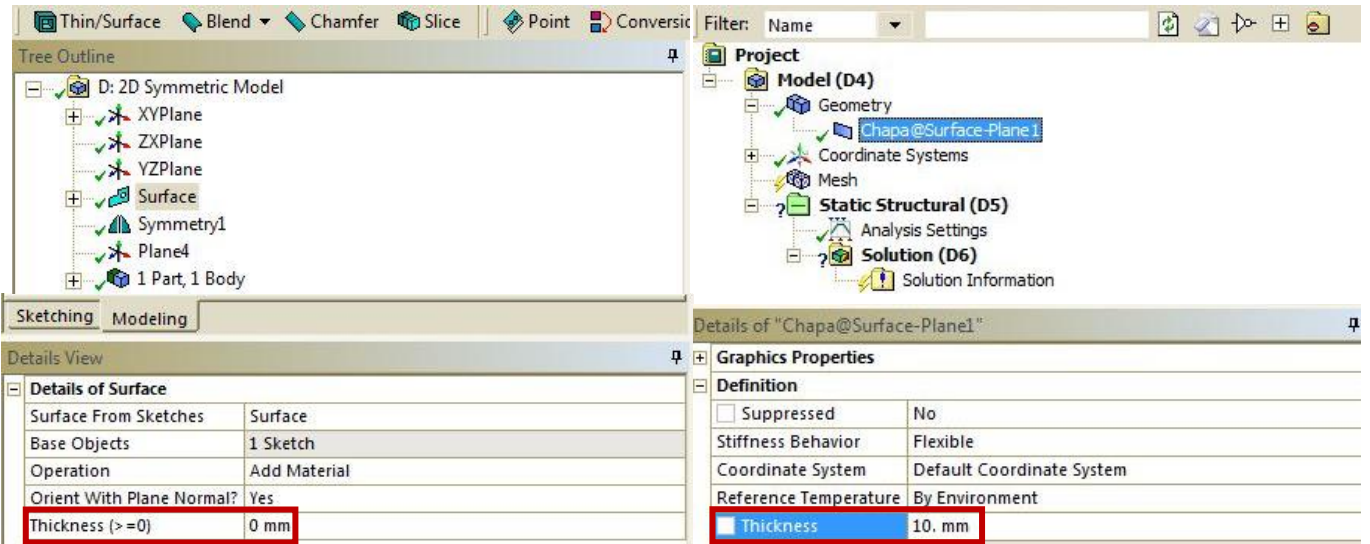 Thin/Surface Blend Chamfer Slice Point Conversic
Tree Outline
D: 2D Symmetric Model
XYPlane
ZXPlane
YZPlane
Surface
Symmetry1
Plane4
1 Part, 1 Body
Sketching Modeling
Details View
Details of Surface
Surface From Sketches Surface
Base Objects 1 Sketch
Operation Add Material
Orient With Plane Normal? Yes
Thickness (>=0) 0 mm
Filter: Name
Project
Model (D4)
Geometry
Chapa@Surface-Plane1
Coordinate Systems
Mesh
Static Structural (D5)
Analysis Settings
Solution (D6)
Solution Information
Details of "Chapa@Surface-Plane1"
Graphics Properties
Definition
Suppressed No
Stiffness Behavior Flexible
Coordinate System Default Coordinate System
Reference Temperature By Environment
Thickness 10. mm